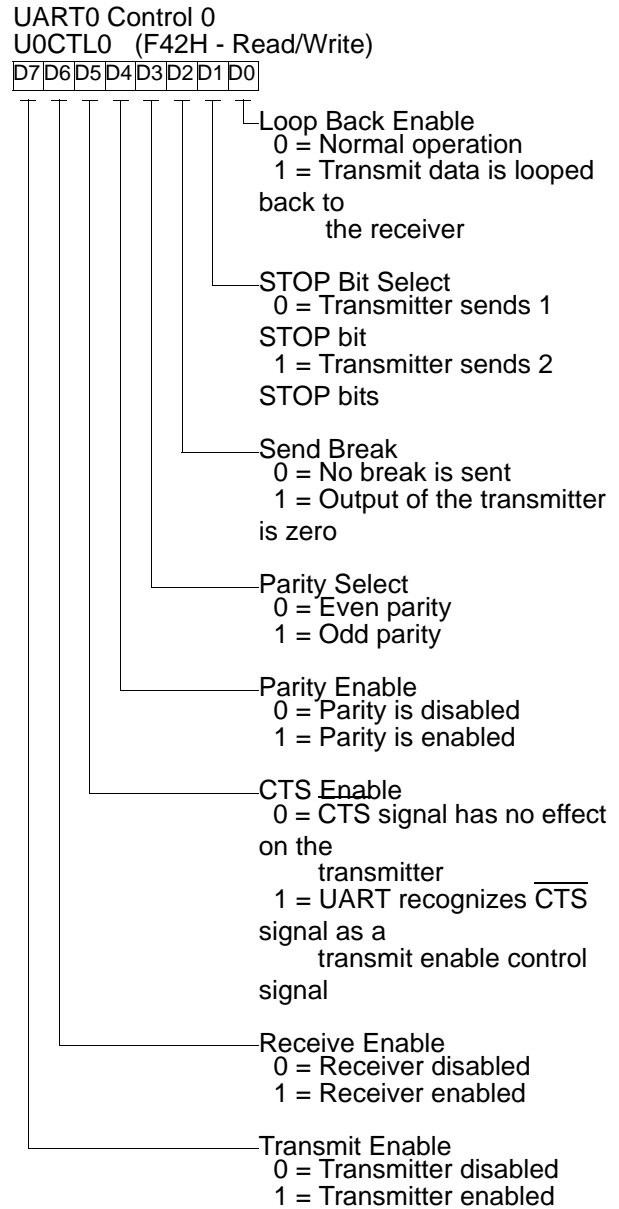 UART0 Control 0
U0CTL0 (F42H - Read/Write)
D7 D6 D5 D4 D3 D2 D1 D0
Loop Back Enable
0 = Normal operation
1 = Transmit data is looped
back to
the receiver
STOP Bit Select
0 = Transmitter sends 1
STOP bit
1 = Transmitter sends 2
STOP bits
Send Break
0 = No break is sent
1 = Output of the transmitter
is zero
Parity Select
0 = Even parity
1 = Odd parity
Parity Enable
0 = Parity is disabled
1 = Parity is enabled
CTS Enable
0 = CTS signal has no effect
on the
transmitter
1 = UART recognizes CTS
signal as a
transmit enable control
signal
Receive Enable
0 = Receiver disabled
1 = Receiver enabled
Transmit Enable
0 = Transmitter disabled
1 = Transmitter enabled